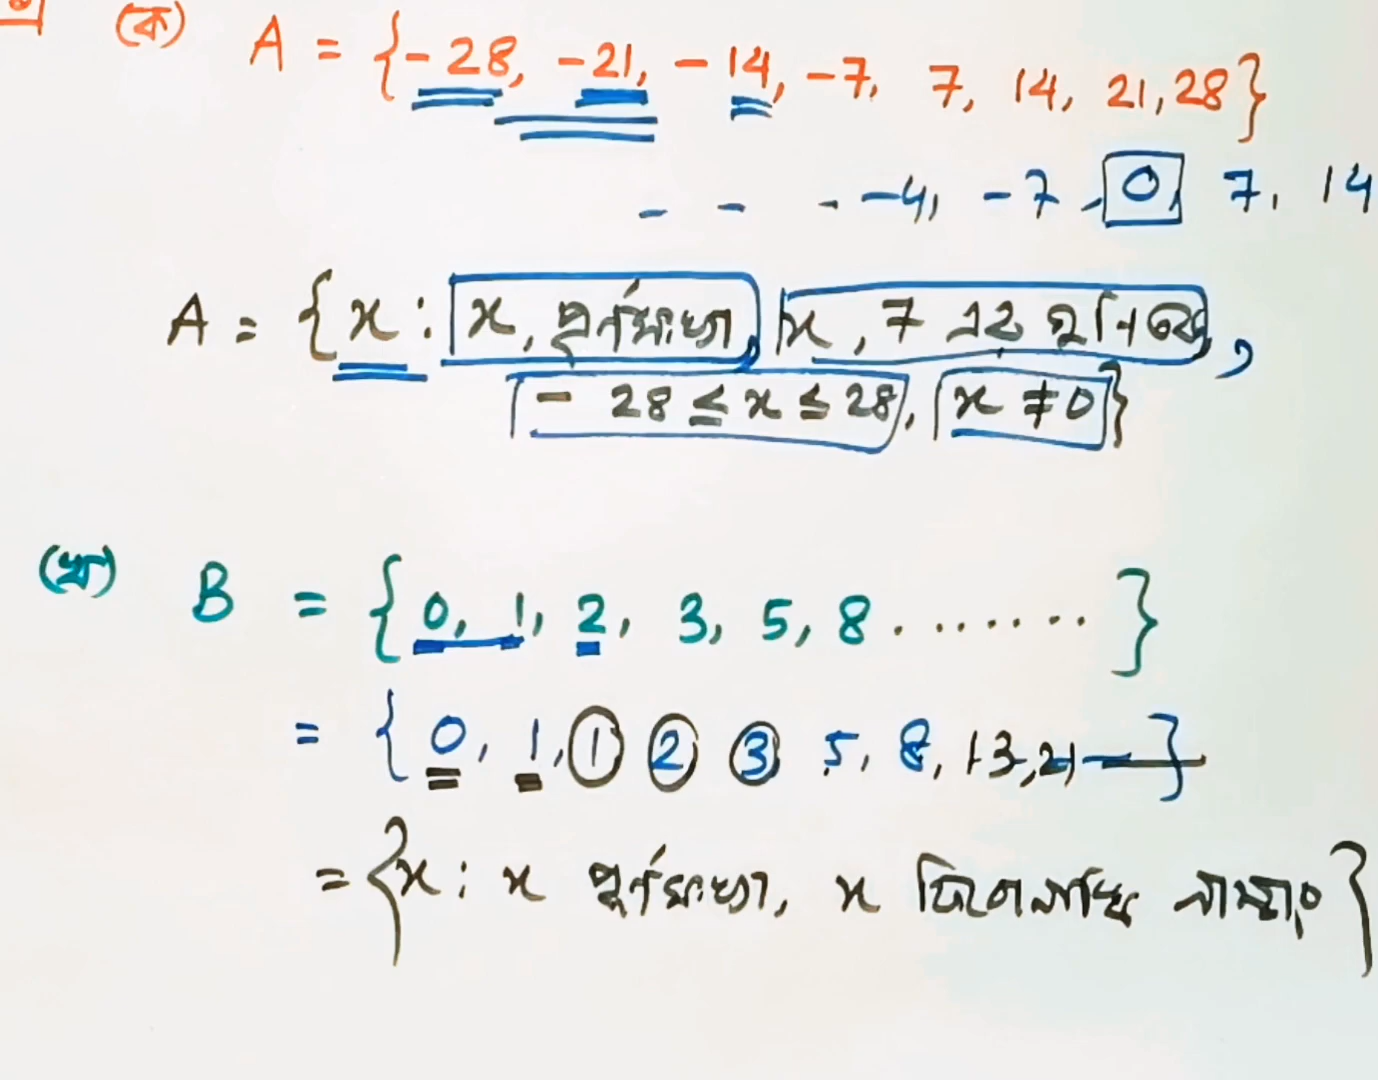 (ক) A = {-28, -21, -14, -7, 7, 14, 21, 28}
- - - -4, -7, 0, 7, 14
A = {x : x, পূর্ণসংখ্যা, x, 7 এর গুণিতক,
- 28 ≤ x ≤ 28, x ≠ 0}
(খ) B = {0, 1, 2, 3, 5, 8 ........}
= {0, 1, 1 2 3 5, 8, 13, 21 — }
= {x : x পূর্ণসংখ্যা, x ফিবোনাচ্চি নাম্বার}